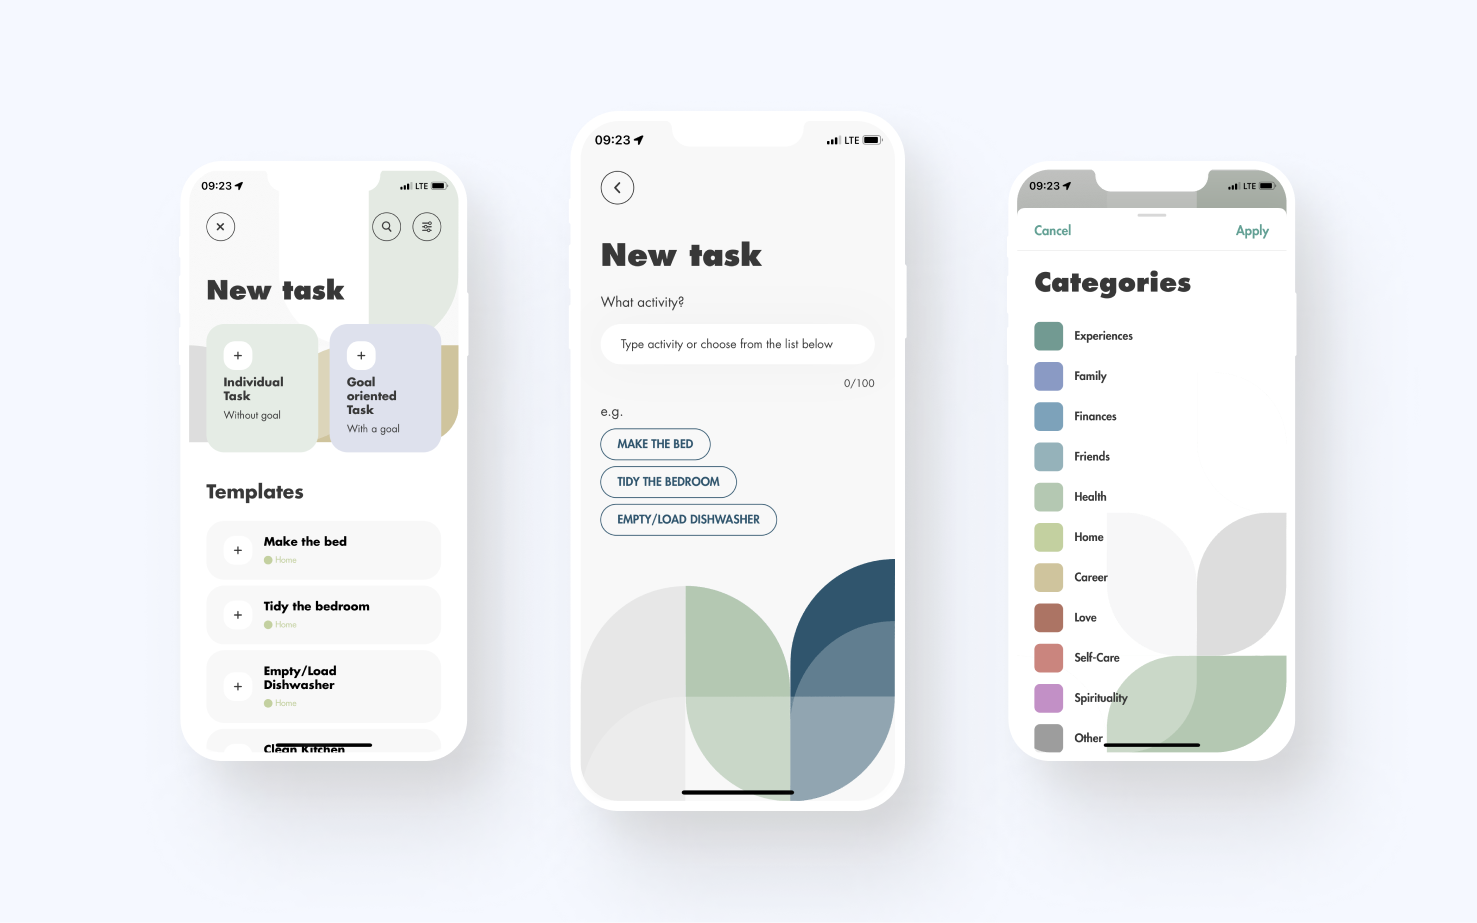 09:23
LTE
New task
Individual
Task
Without goal
Goal
oriented
Task
With a goal
Templates
Make the bed
Home
Tidy the bedroom
Home
Empty/Load
Dishwasher
Home
Clean Kitchen
09:23
LTE
New task
What activity?
Type activity or choose from the list below
0/100
e.g.
MAKE THE BED
TIDY THE BEDROOM
EMPTY/LOAD DISHWASHER
09:23
LTE
Cancel
Apply
Categories
Experiences
Family
Finances
Friends
Health
Home
Career
Love
Self-Care
Spirituality
Other